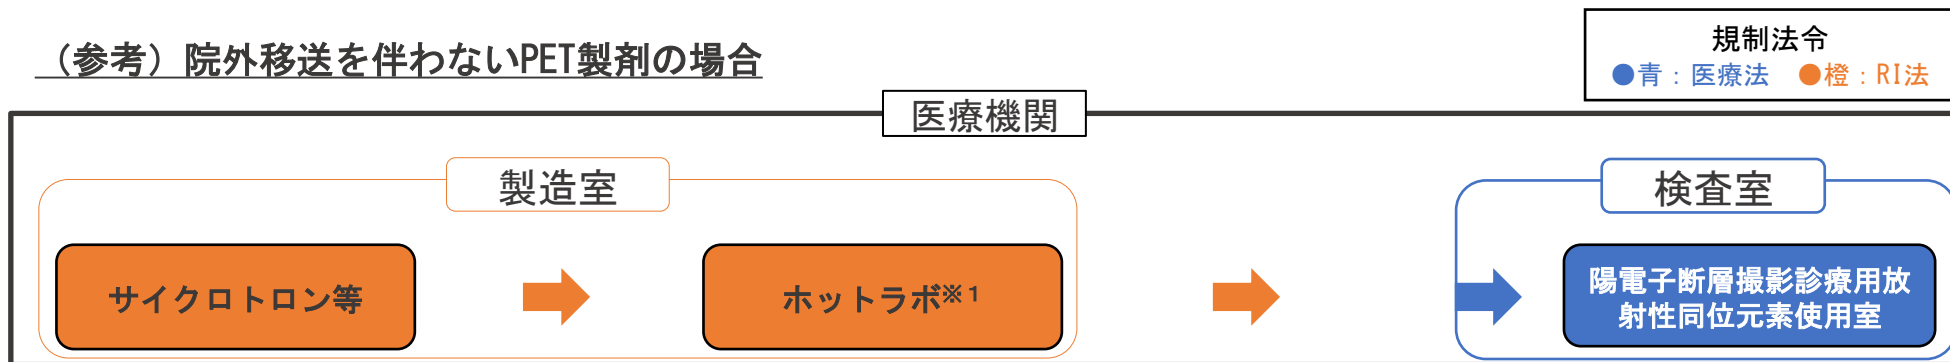 （参考）院外移送を伴わないPET製剤の場合
規制法令
●青：医療法 ●橙：RI法
医療機関
製造室
検査室
サイクロトロン等
ホットラボ※１
陽電子断層撮影診療用放
射性同位元素使用室